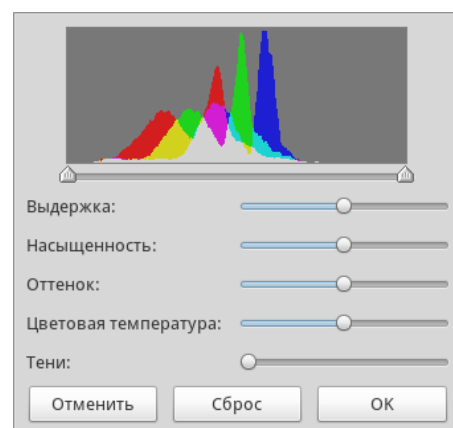 Выдержка:
Насыщенность:
Оттенок:
Цветовая температура:
Тени:
Отменить Сброс OK